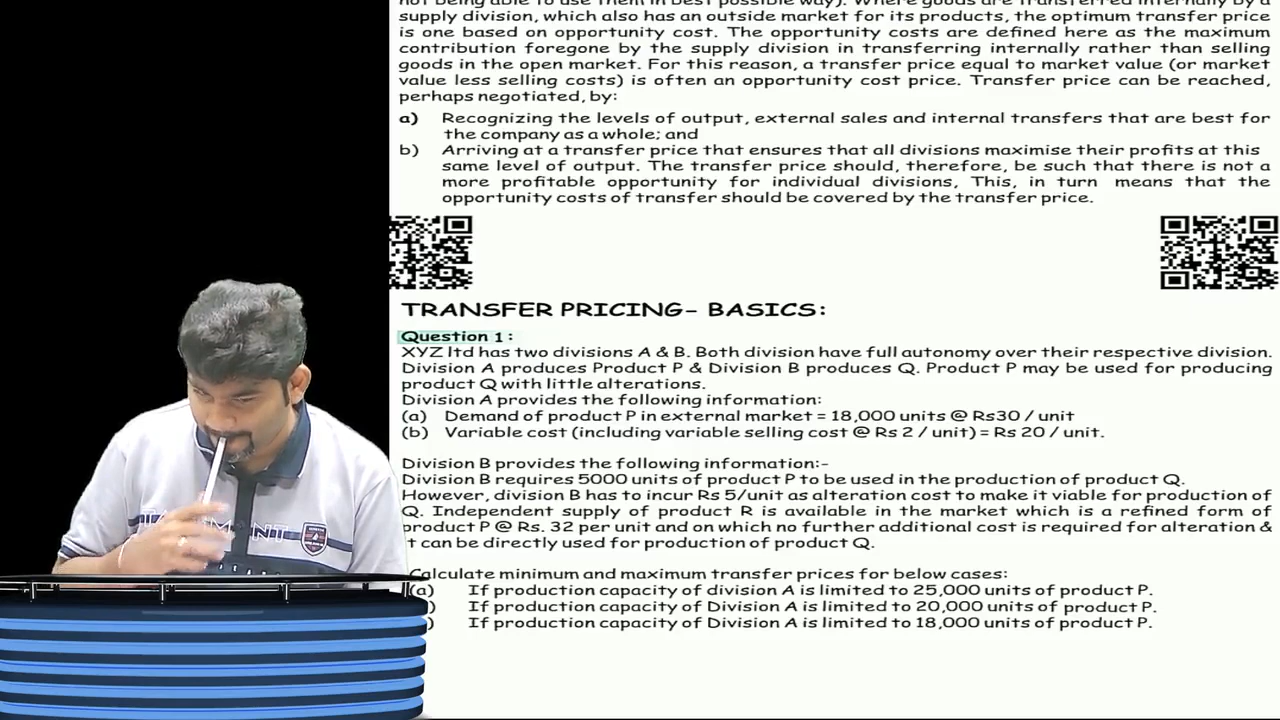 supply division, which also has an outside market for its products, the optimum transfer price
is one based on opportunity cost. The opportunity costs are defined here as the maximum
contribution foregone by the supply division in transferring internally rather than selling
goods in the open market. For this reason, a transfer price equal to market value (or market
value less selling costs) is often an opportunity cost price. Transfer price can be reached,
perhaps negotiated, by:
a) Recognizing the levels of output, external sales and internal transfers that are best for
the company as a whole; and
b) Arriving at a transfer price that ensures that all divisions maximise their profits at this
same level of output. The transfer price should, therefore, be such that there is not a
more profitable opportunity for individual divisions, This, in turn means that the
opportunity costs of transfer should be covered by the transfer price.
TRANSFER PRICING- BASICS:
Question 1:
XYZ ltd has two divisions A & B. Both division have full autonomy over their respective division.
Division A produces Product P & Division B produces Q. Product P may be used for producing
product Q with little alterations.
Division A provides the following information:
(a) Demand of product P in external market = 18,000 units @ Rs30 / unit
(b) Variable cost (including variable selling cost @ Rs 2 / unit) = Rs 20 / unit.
Division B provides the following information:-
Division B requires 5000 units of product P to be used in the production of product Q.
However, division B has to incur Rs 5/unit as alteration cost to make it viable for production of
Q. Independent supply of product R is available in the market which is a refined form of
product P @ Rs. 32 per unit and on which no further additional cost is required for alteration &
t can be directly used for production of product Q.
Calculate minimum and maximum transfer prices for below cases:
(a) If production capacity of division A is limited to 25,000 units of product P.
) If production capacity of Division A is limited to 20,000 units of product P.
) If production capacity of Division A is limited to 18,000 units of product P.